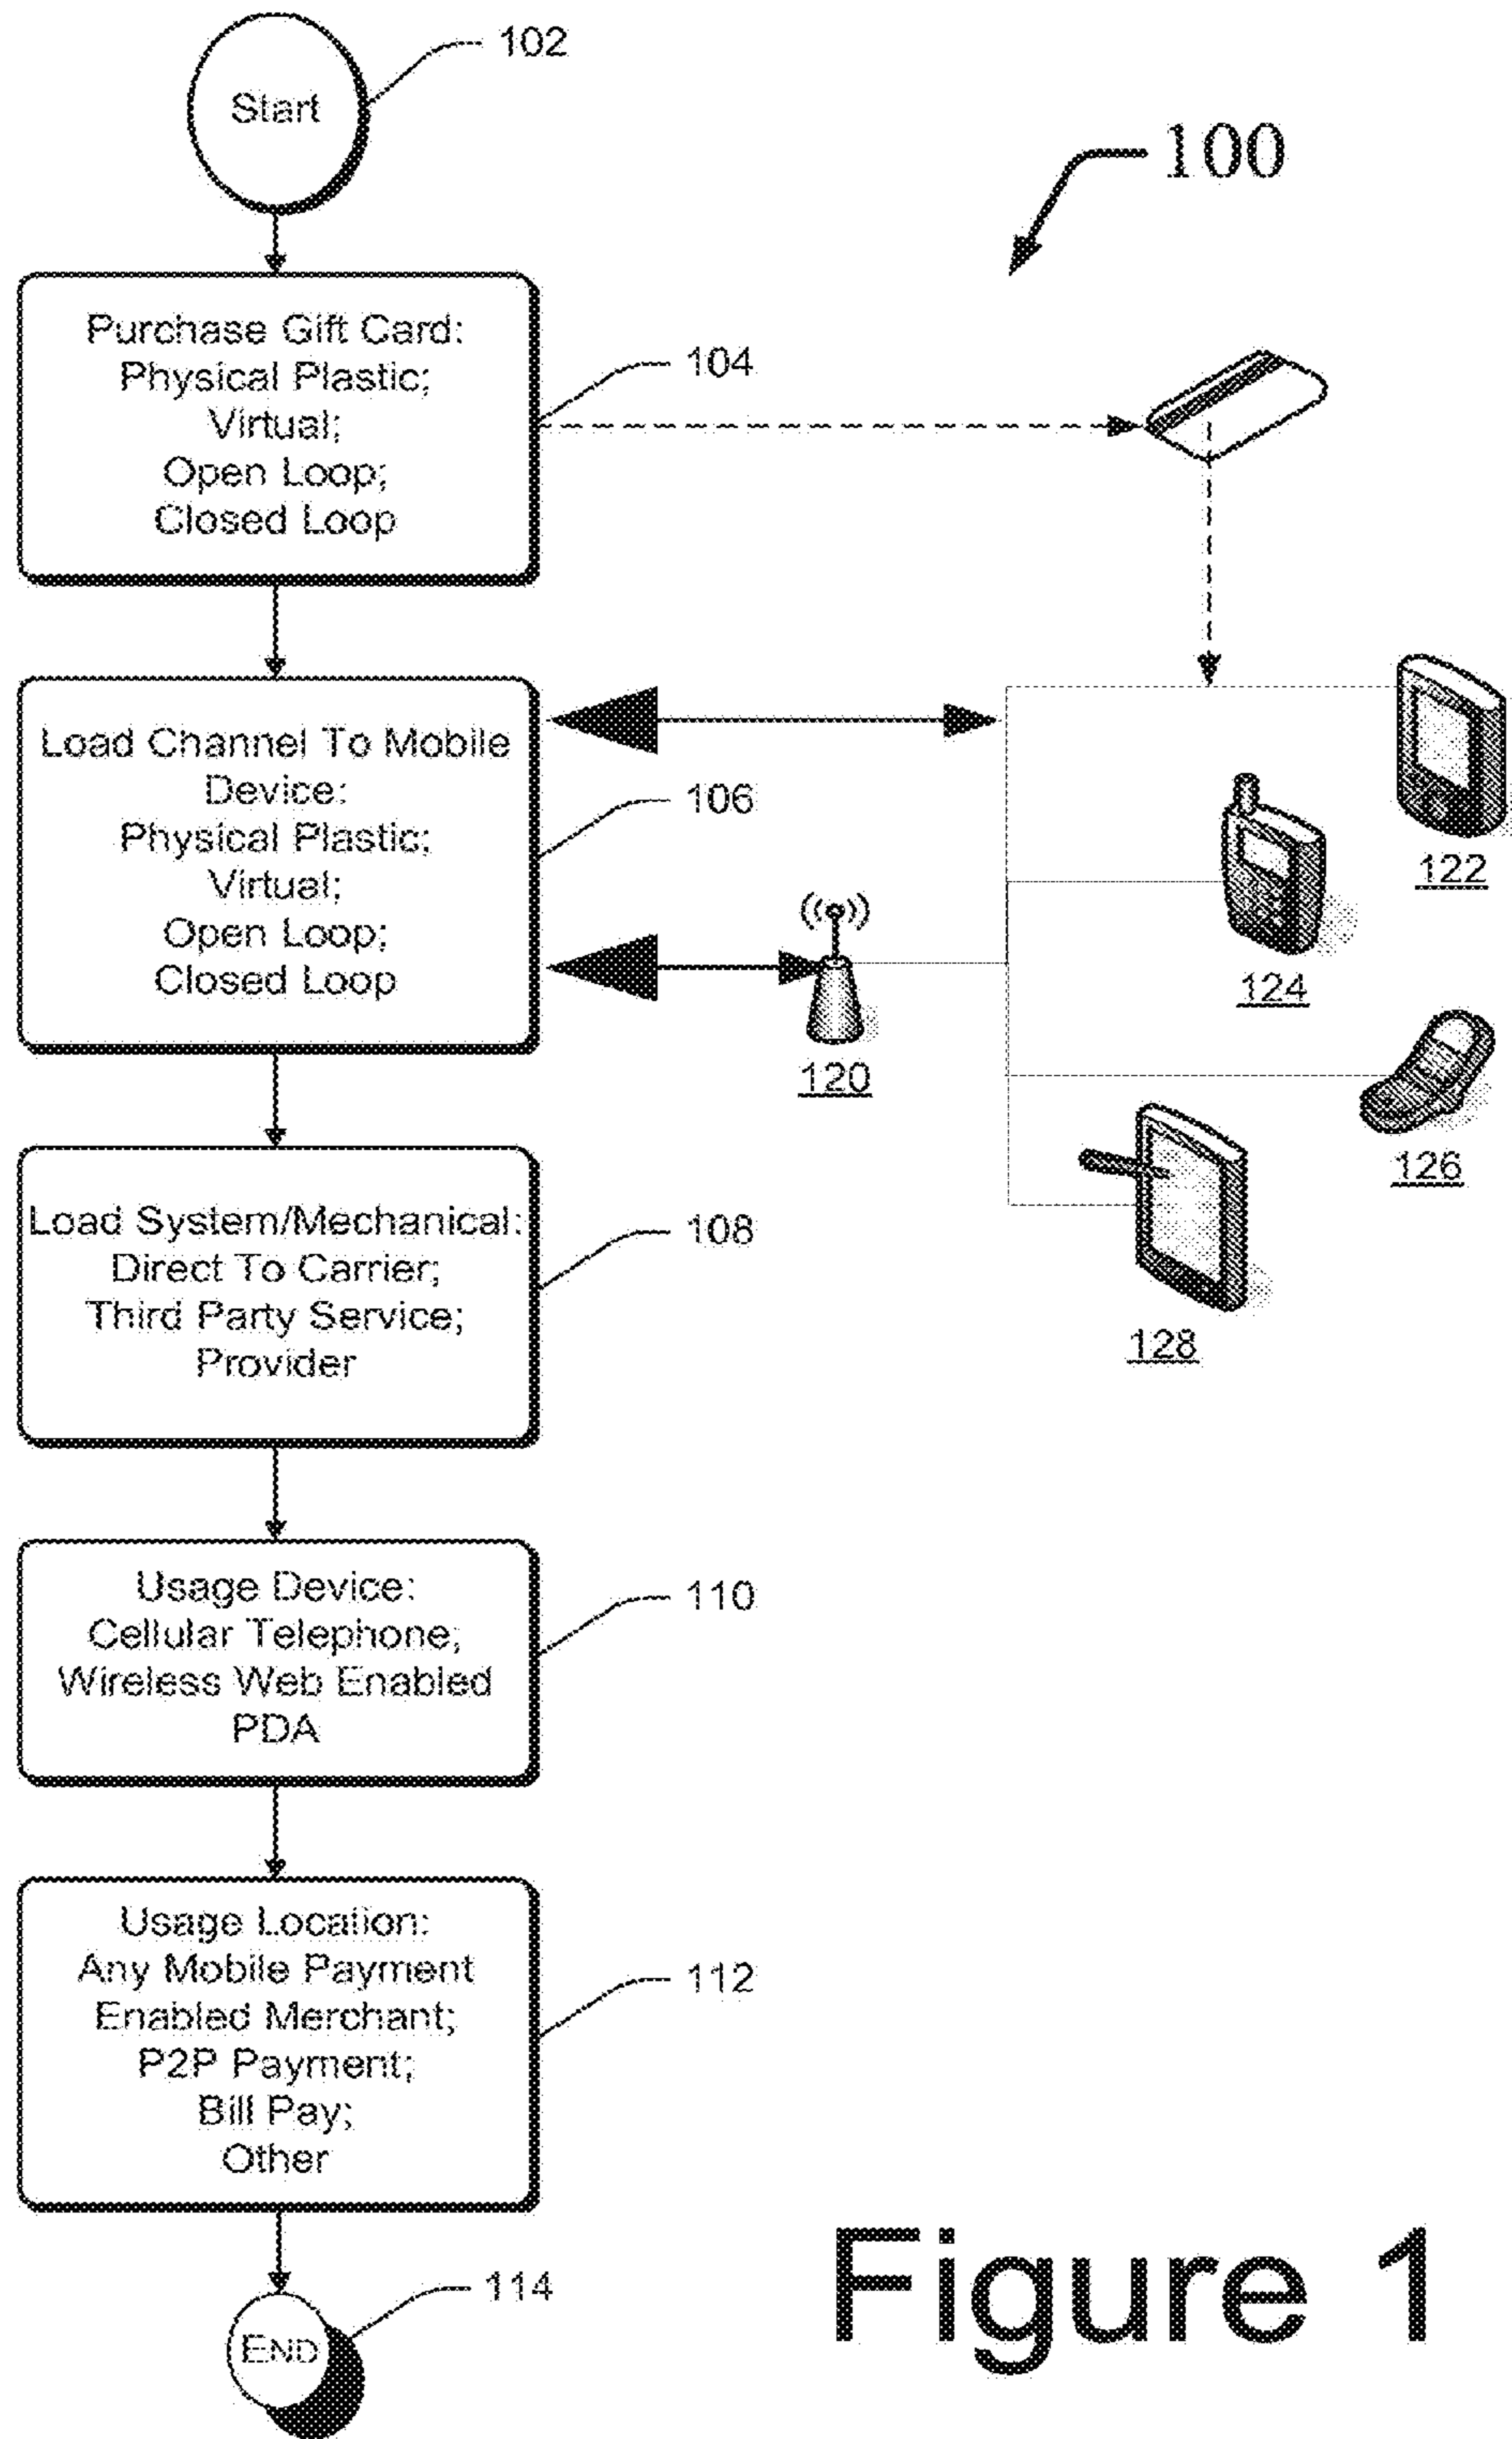 102
Start
100
Purchase Gift Card:
Physical Plastic;
Virtual;
Open Loop;
Closed Loop
104
Load Channel To Mobile
Device:
Physical Plastic;
Virtual;
Open Loop;
Closed Loop
106
122
124
120
126
128
Load System/Mechanical:
Direct To Carrier;
Third Party Service;
Provider
108
Usage Device:
Cellular Telephone;
Wireless Web Enabled
PDA
110
Usage Location:
Any Mobile Payment
Enabled Merchant;
P2P Payment;
Bill Pay;
Other
112
114
END
Figure 1